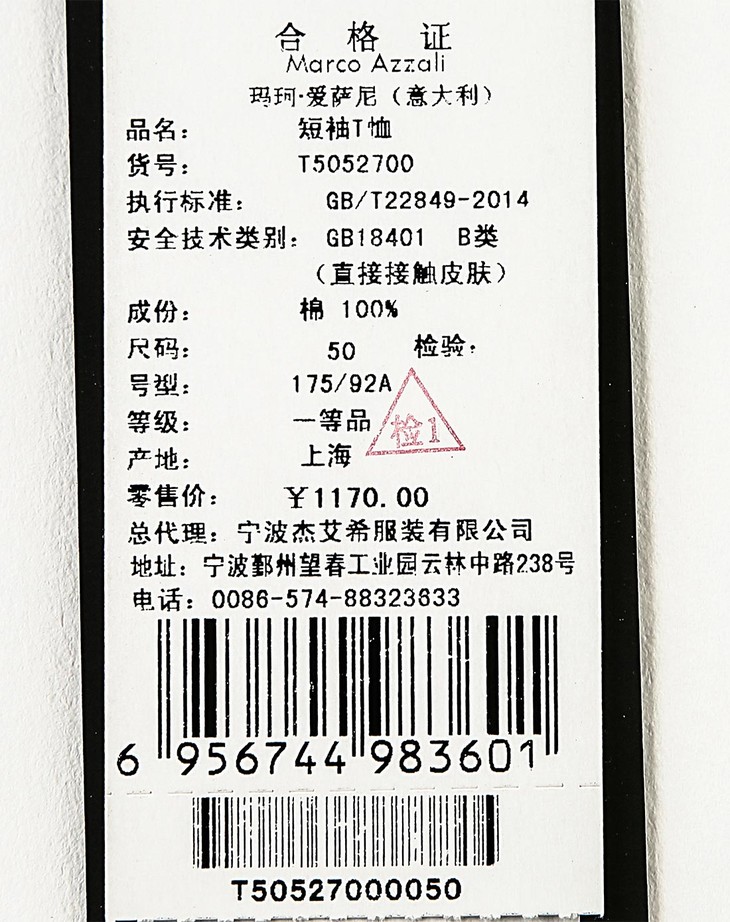 合格证
Marco Azzali
玛珂·爱萨尼（意大利）
品名： 短袖T恤
货号： T5052700
执行标准： GB/T22849-2014
安全技术类别： GB18401 B类
（直接接触皮肤）
成份： 棉 100%
尺码： 50 检验：
号型： 175/92A
等级： 一等品
检1
产地： 上海
零售价： ￥1170.00
总代理：宁波杰艾希服装有限公司
地址：宁波鄞州望春工业园云林中路238号
电话：0086-574-88323633
6 956744 983601
T50527000050